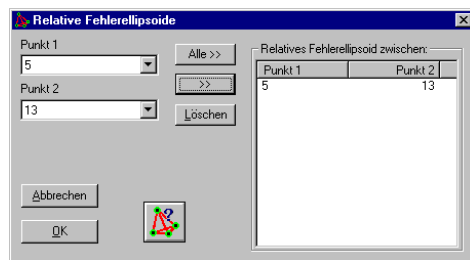 Relative Fehlerellipsoide
Punkt 1
5
Punkt 2
13
Alle >>
>>
Löschen
Abbrechen
OK
?
Relatives Fehlerellipsoid zwischen:
Punkt 1 Punkt 2
5 13